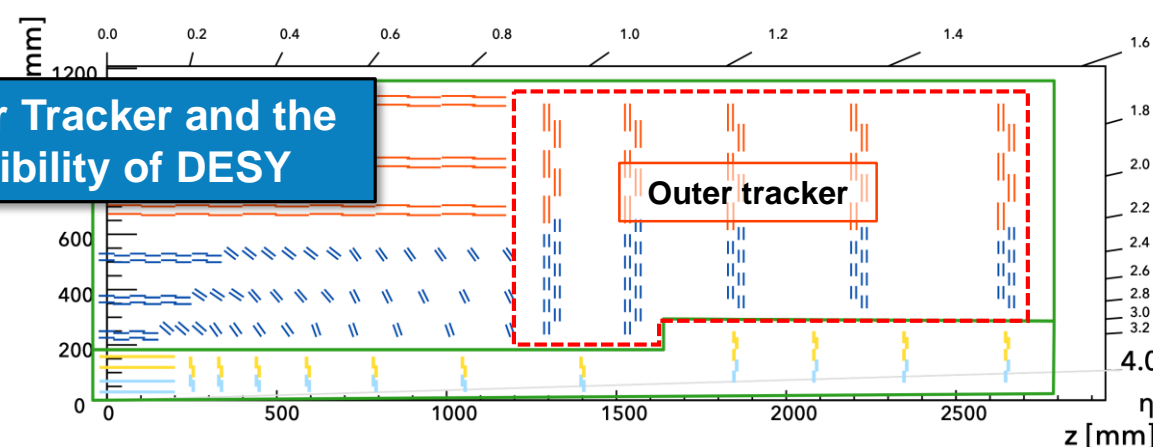 mm]
0.0 0.2 0.4 0.6 0.8 1.0 1.2 1.4 1.6
1200
r Tracker and the
ibility of DESY
Outer tracker
1.8
2.0
2.2
2.4
2.6
2.8
3.0
3.2
4.0
η
600
400
200
0
0 500 1000 1500 2000 2500
z [mm]